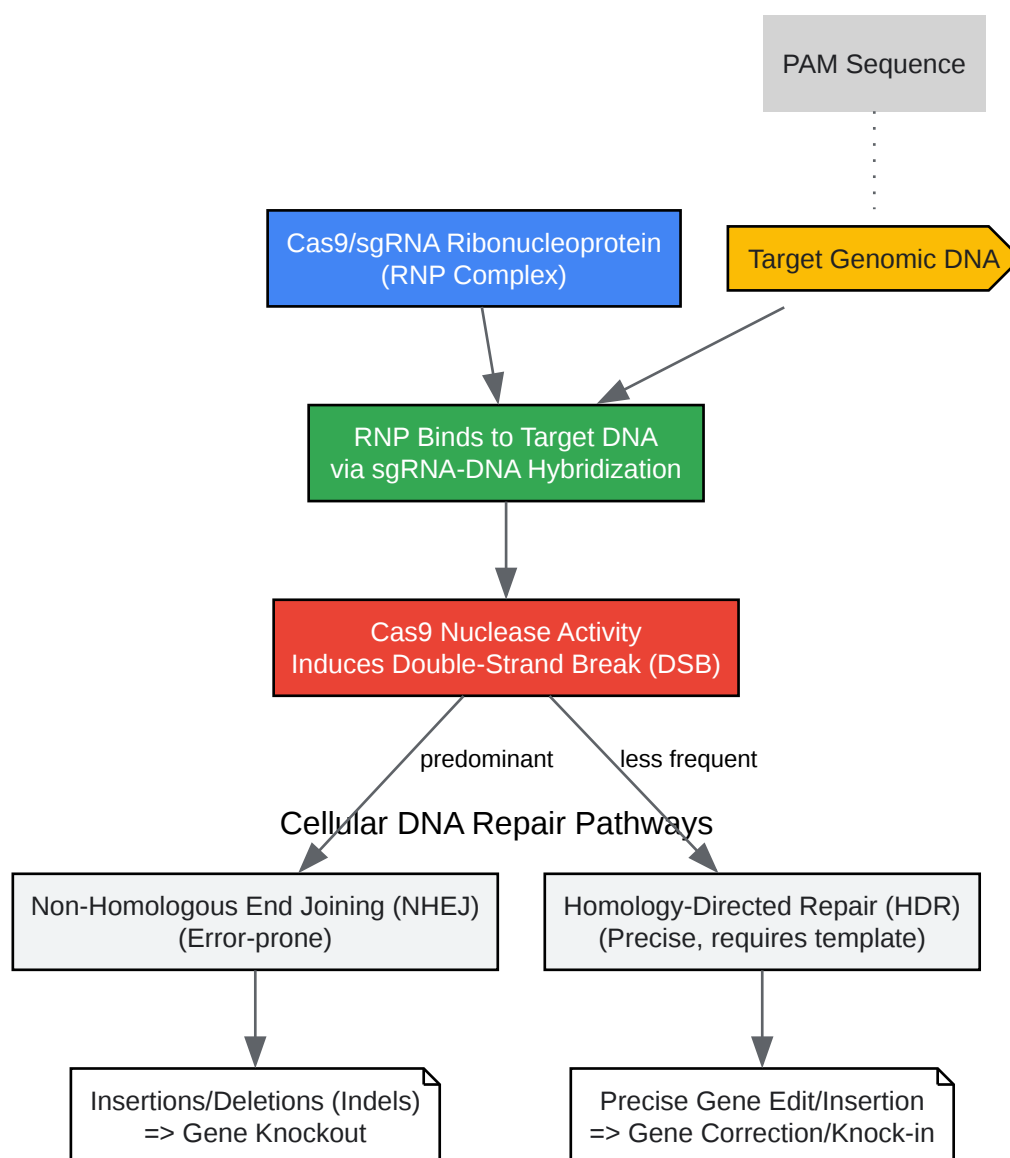 PAM Sequence
Cas9/sgRNA Ribonucleoprotein
(RNP Complex)
Target Genomic DNA
RNP Binds to Target DNA
via sgRNA-DNA Hybridization
Cas9 Nuclease Activity
Induces Double-Strand Break (DSB)
predominant
less frequent
Cellular DNA Repair Pathways
Non-Homologous End Joining (NHEJ)
(Error-prone)
Homology-Directed Repair (HDR)
(Precise, requires template)
Insertions/Deletions (Indels)
=> Gene Knockout
Precise Gene Edit/Insertion
=> Gene Correction/Knock-in